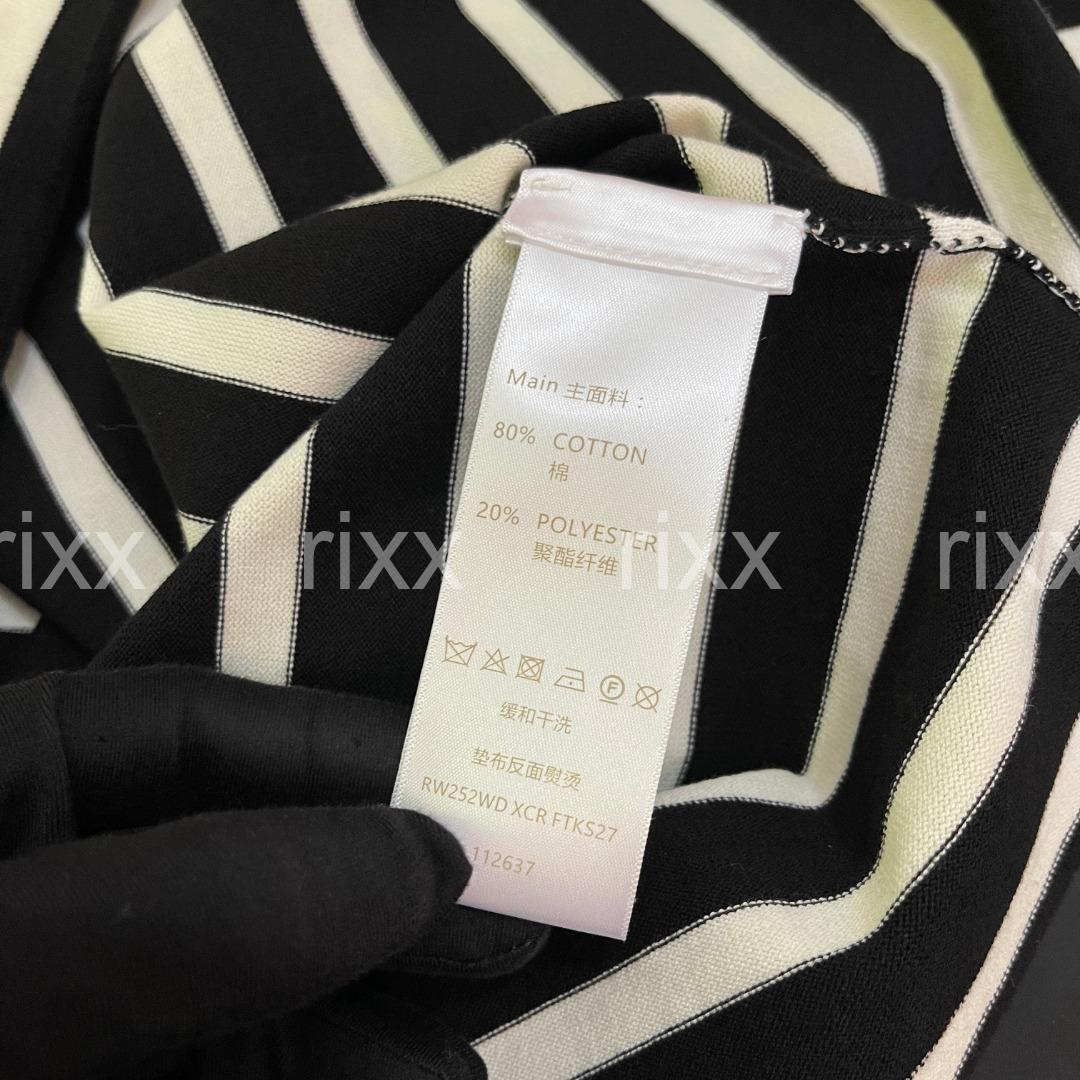 Main 主面料：
80% COTTON
棉
20% POLYESTER
聚酯纤维
rixx rixx rixx rixx
F
缓和干洗
垫布反面熨烫
RW252WD XCR FTKS27
112637